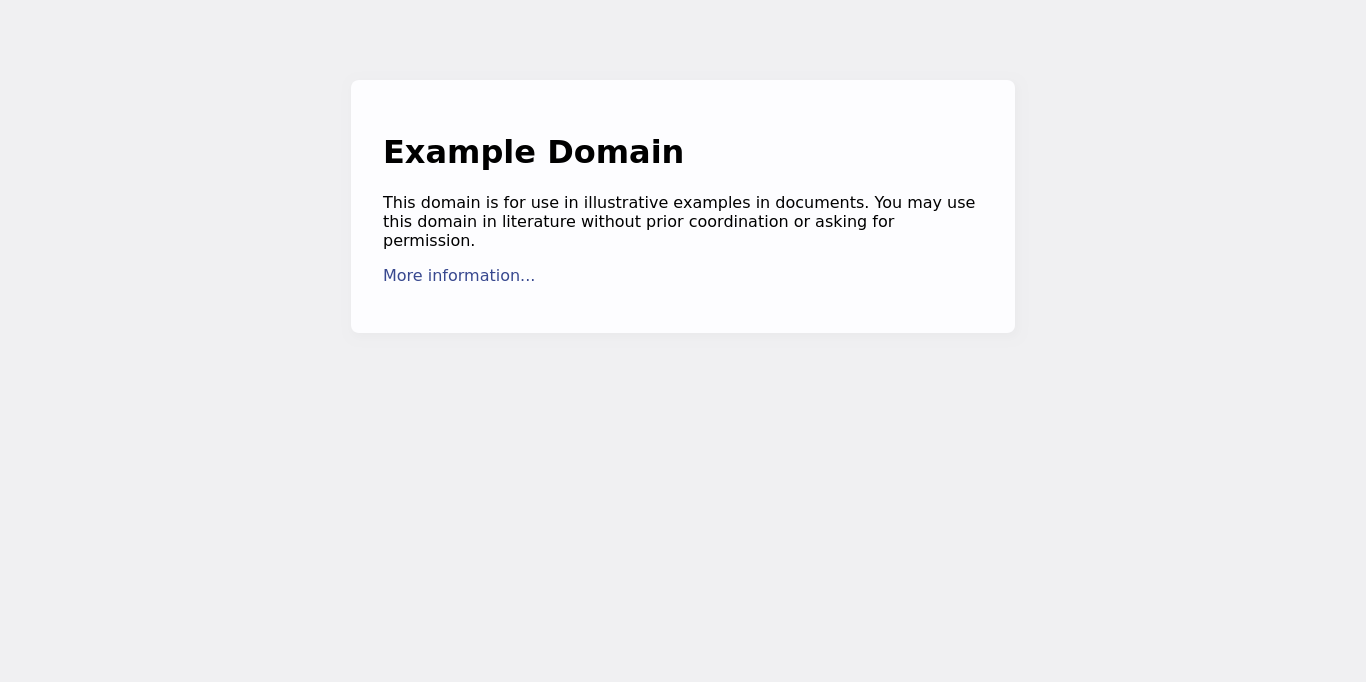 Example Domain
This domain is for use in illustrative examples in documents. You may use
this domain in literature without prior coordination or asking for
permission.
More information...